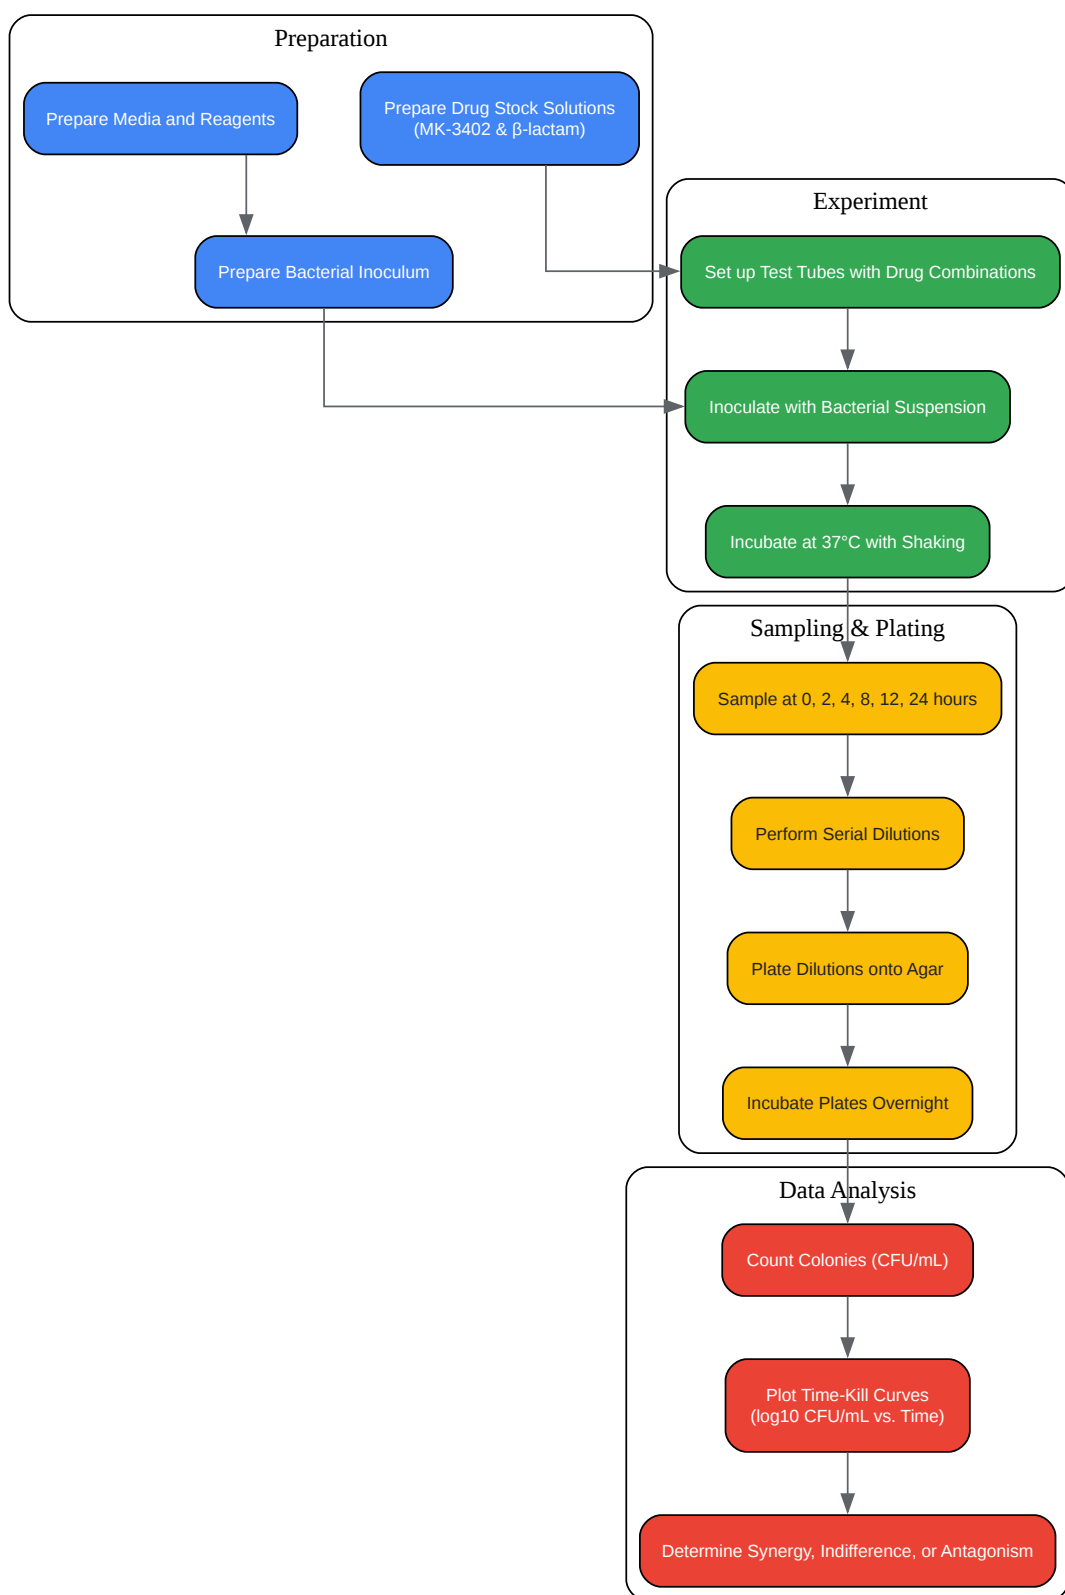 Preparation
Prepare Media and Reagents
Prepare Drug Stock Solutions
(MK-3402 & β-lactam)
Prepare Bacterial Inoculum
Experiment
Set up Test Tubes with Drug Combinations
Inoculate with Bacterial Suspension
Incubate at 37°C with Shaking
Sampling & Plating
Sample at 0, 2, 4, 8, 12, 24 hours
Perform Serial Dilutions
Plate Dilutions onto Agar
Incubate Plates Overnight
Data Analysis
Count Colonies (CFU/mL)
Plot Time-Kill Curves
(log10 CFU/mL vs. Time)
Determine Synergy, Indifference, or Antagonism